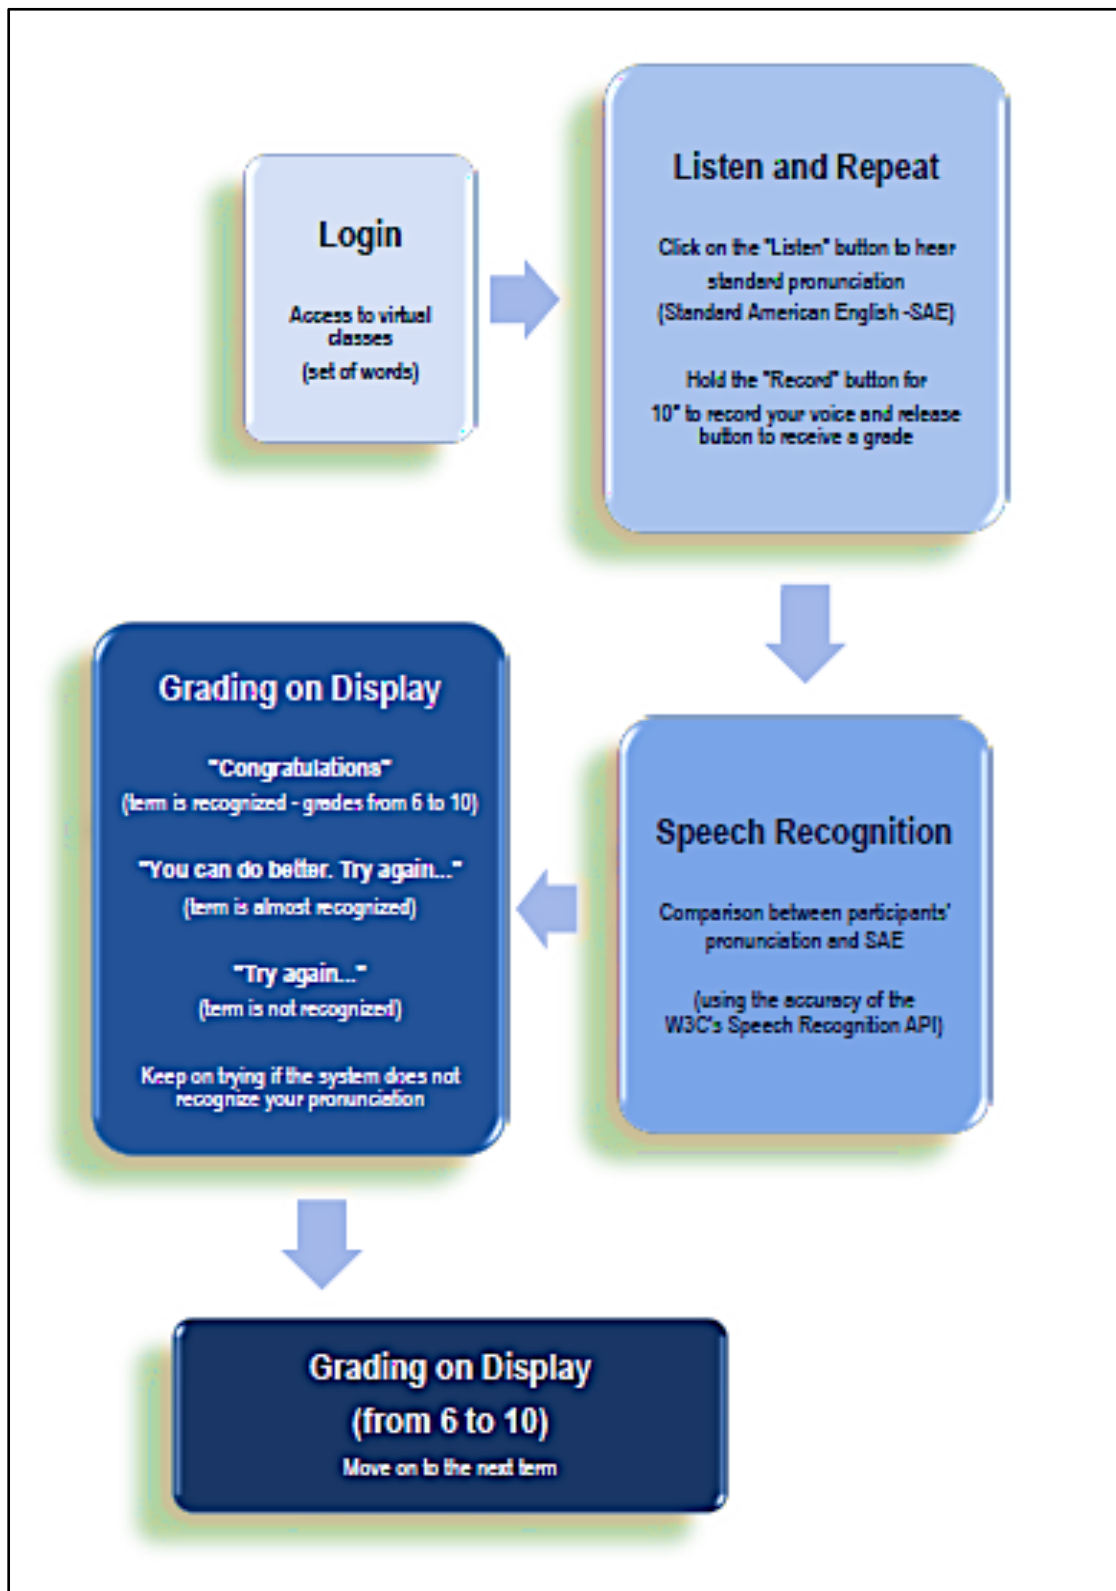 Login
Access to virtual
classes
(set of words)
Listen and Repeat
Click on the "Listen" button to hear
standard pronunciation
(Standard American English -SAE)
Hold the "Record" button for
10" to record your voice and release
button to receive a grade
Speech Recognition
Comparison between participants'
pronunciation and SAE
(using the accuracy of the
W3C's Speech Recognition API)
Grading on Display
"Congratulations"
(term is recognized - grades from 6 to 10)
"You can do better. Try again..."
(term is almost recognized)
"Try again..."
(term is not recognized)
Keep on trying if the system does not
recognize your pronunciation
Grading on Display
(from 6 to 10)
Move on to the next term